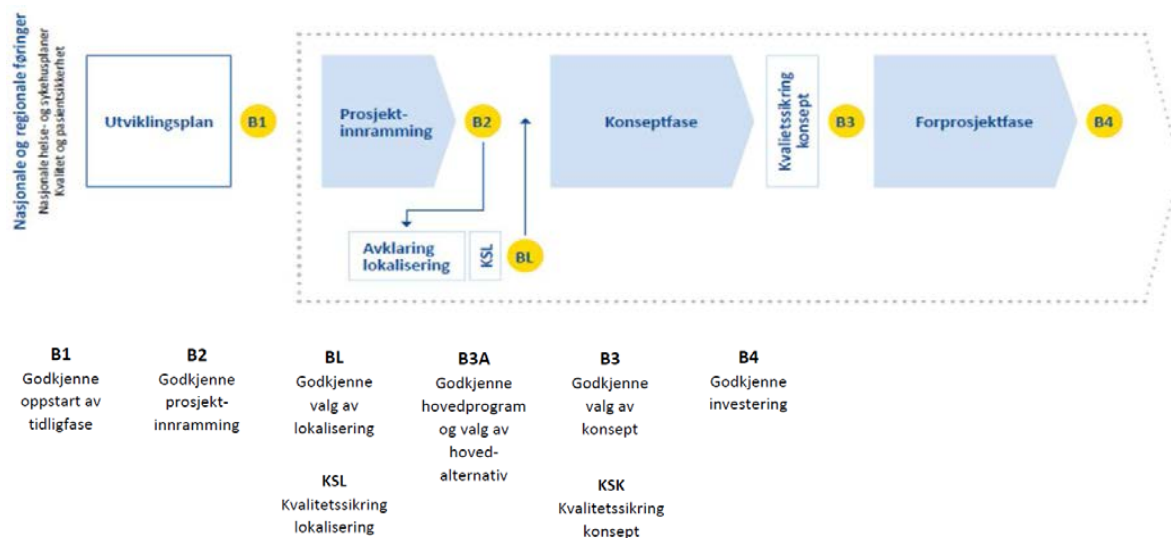 Nasjonale og regionale føringer
Nasjonale helse- og sykehusplaner
Kvalitet og pasientsikkerhet
Utviklingsplan
B1
Prosjekt-
innramming
B2
Avklaring
lokalisering
KSL
BL
Konseptfase
Kvalietssikring
konsept
B3
Forprosjektfase
B4
B1
Godkjenne
oppstart av
tidligfase
B2
Godkjenne
prosjekt-
innramming
BL
Godkjenne
valg av
lokalisering
KSL
Kvalitetssikring
lokalisering
B3A
Godkjenne
hovedprogram
og valg av
hoved-
alternativ
B3
Godkjenne
valg av
konsept
KSK
Kvalitetssikring
konsept
B4
Godkjenne
investering